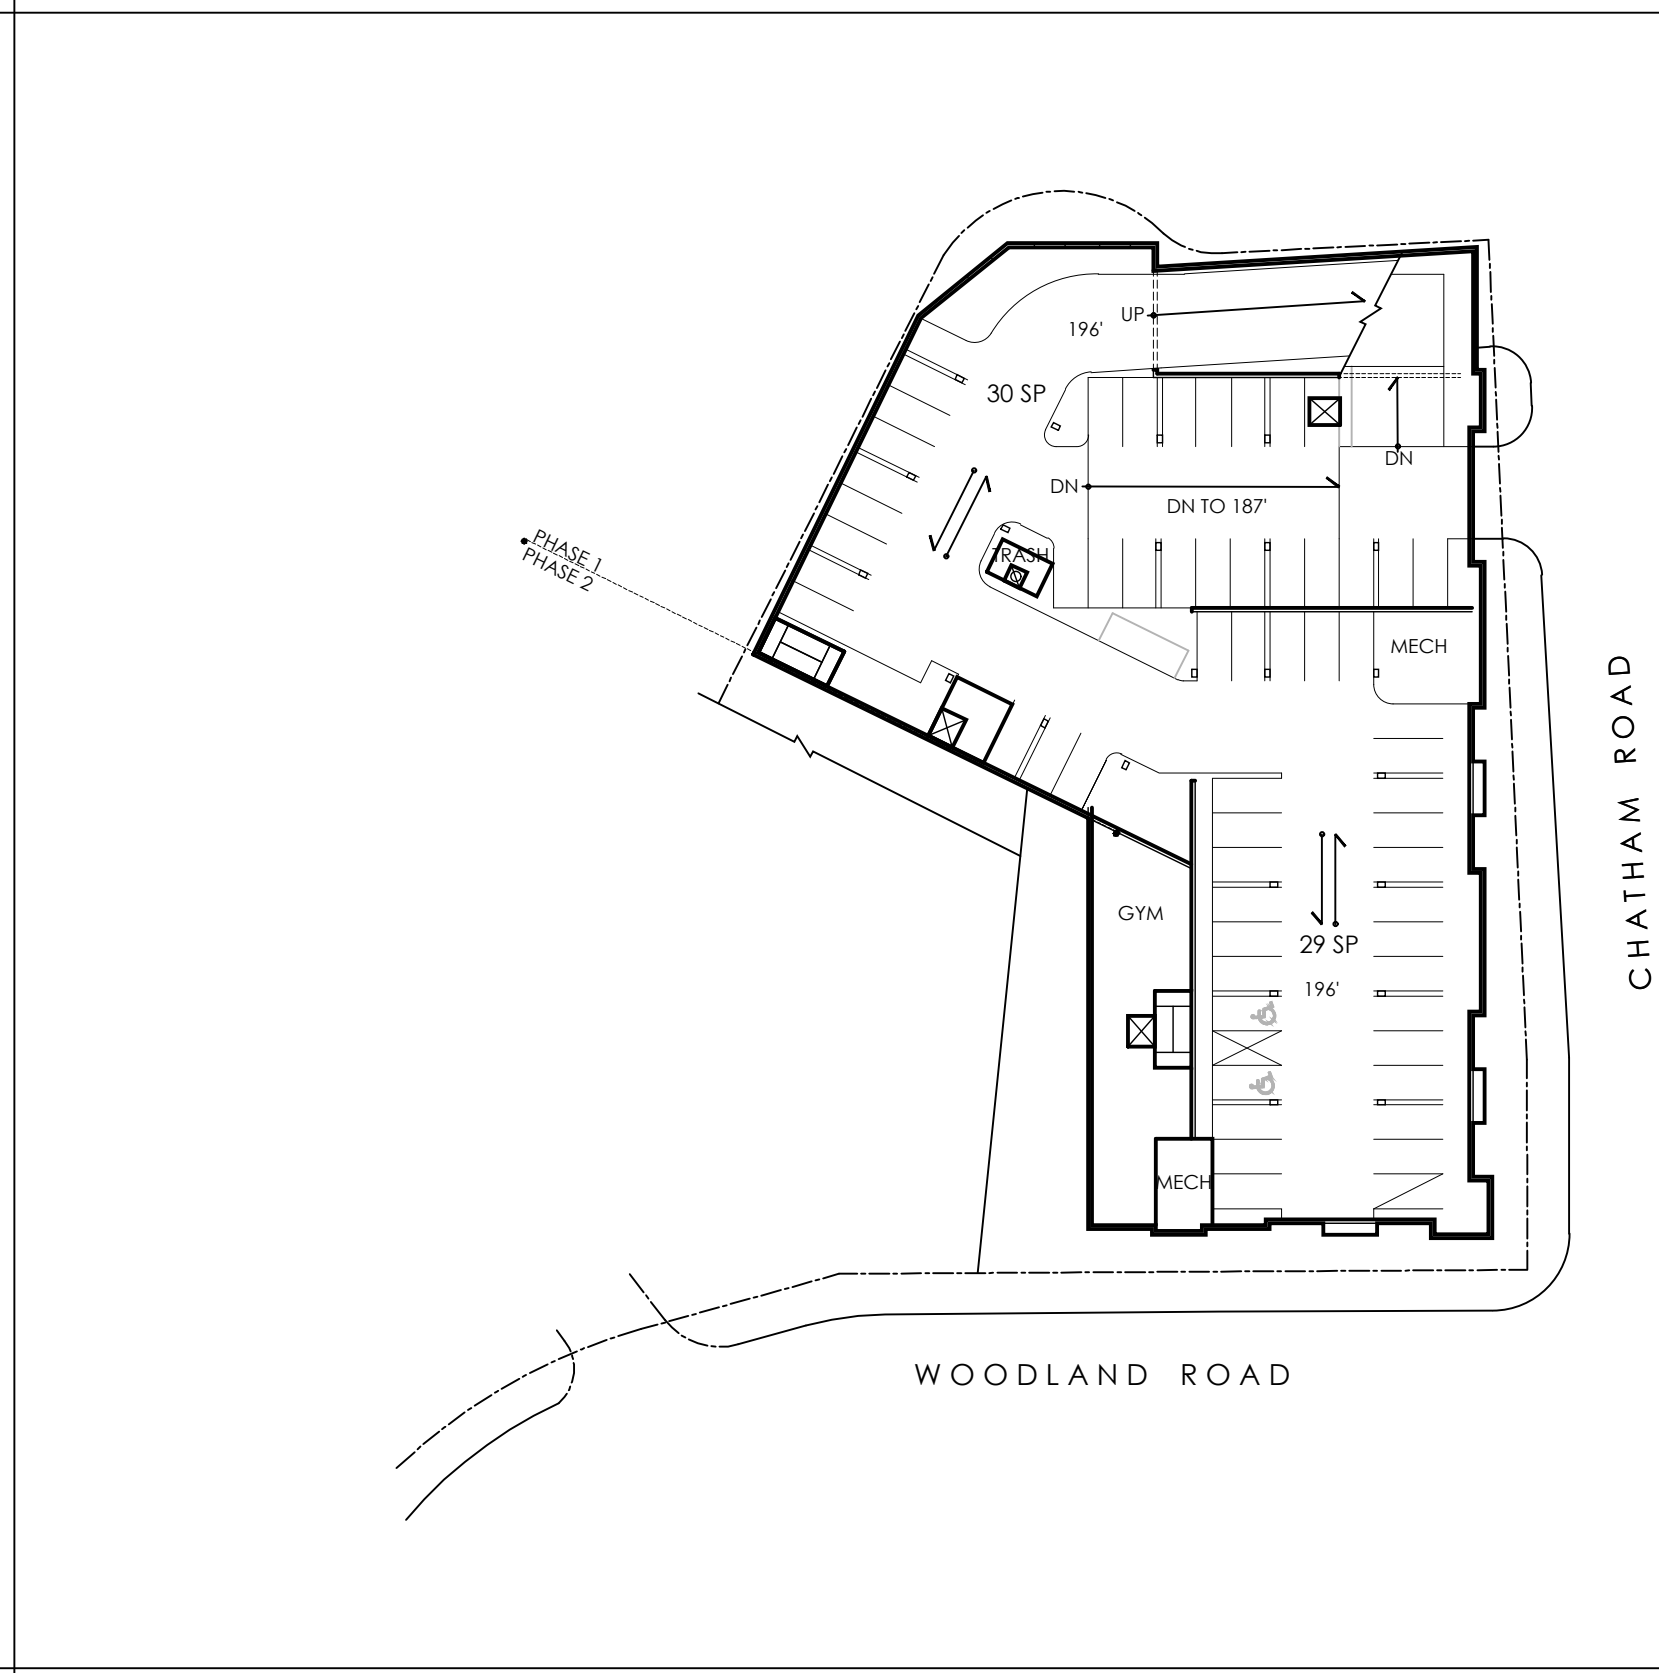 UP
196'
30 SP
DN
DN
DN TO 187'
PHASE 1
PHASE 2
TRASH
MECH
CHATHAM ROAD
GYM
29 SP
196'
MECH
WOODLAND ROAD